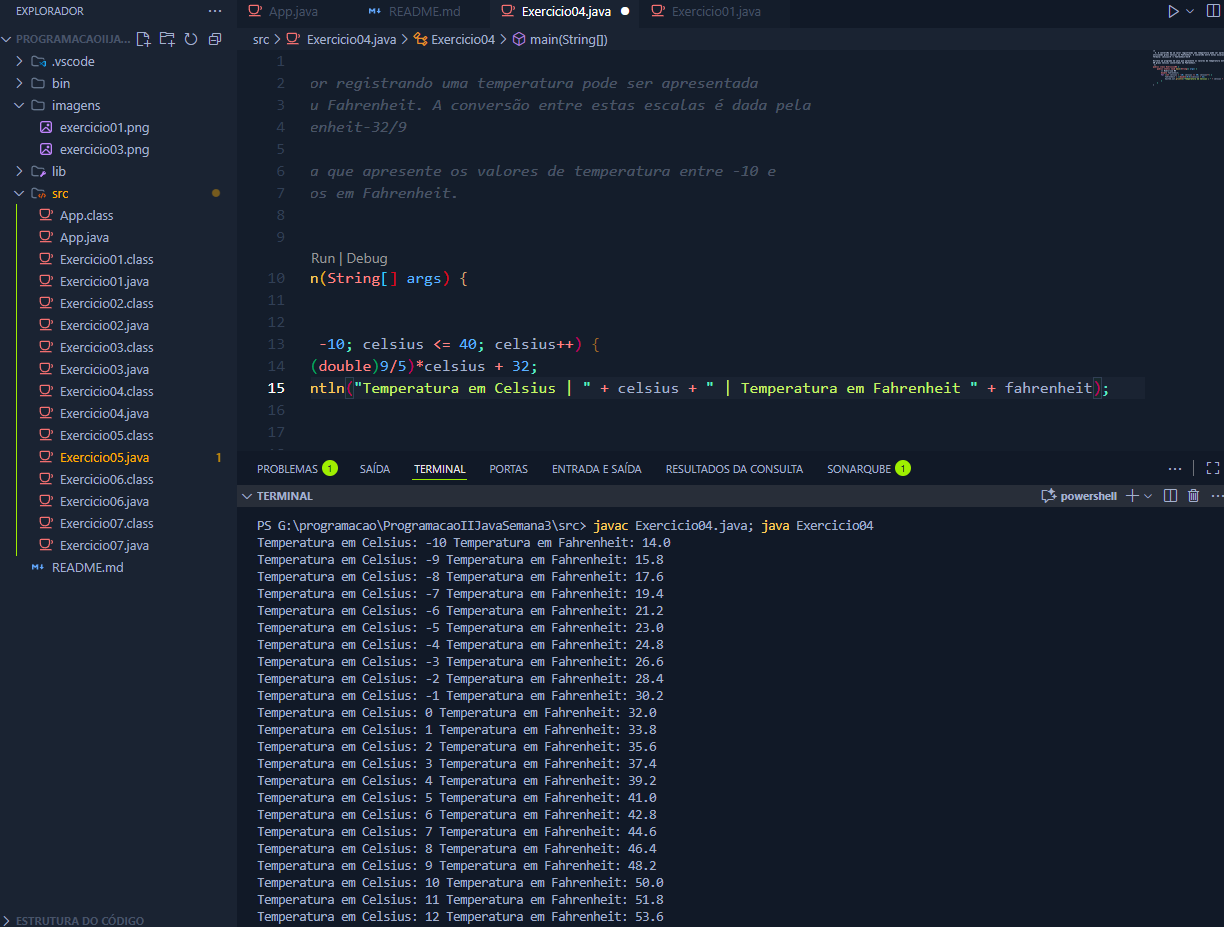 EXPLORADOR ···
App.java
README.md
Exercicio04.java
Exercicio01.java
PROGRAMACAOIIJA...
src > Exercicio04.java > Exercicio04 > main(String[])
.vscode
bin
imagens
exercicio01.png
exercicio03.png
lib
src
App.class
App.java
Exercicio01.class
Exercicio01.java
Exercicio02.class
Exercicio02.java
Exercicio03.class
Exercicio03.java
Exercicio04.class
Exercicio04.java
Exercicio05.class
Exercicio05.java 1
Exercicio06.class
Exercicio06.java
Exercicio07.class
Exercicio07.java
README.md
ESTRUTURA DO CÓDIGO
1
2 or registrando uma temperatura pode ser apresentada
3 u Fahrenheit. A conversão entre estas escalas é dada pela
4 enheit-32/9
5
6 a que apresente os valores de temperatura entre -10 e
7 os em Fahrenheit.
8
9
Run | Debug
10 n(String[] args) {
11
12
13 -10; celsius <= 40; celsius++) {
14 (double)9/5)*celsius + 32;
15 ntln("Temperatura em Celsius | " + celsius + " | Temperatura em Fahrenheit " + fahrenheit);
16
17
PROBLEMAS 1 SAÍDA TERMINAL PORTAS ENTRADA E SAÍDA RESULTADOS DA CONSULTA SONARQUBE 1 ···
TERMINAL powershell ···
PS G:\programacao\ProgramacaoIIJavaSemana3\src> javac Exercicio04.java; java Exercicio04
Temperatura em Celsius: -10 Temperatura em Fahrenheit: 14.0
Temperatura em Celsius: -9 Temperatura em Fahrenheit: 15.8
Temperatura em Celsius: -8 Temperatura em Fahrenheit: 17.6
Temperatura em Celsius: -7 Temperatura em Fahrenheit: 19.4
Temperatura em Celsius: -6 Temperatura em Fahrenheit: 21.2
Temperatura em Celsius: -5 Temperatura em Fahrenheit: 23.0
Temperatura em Celsius: -4 Temperatura em Fahrenheit: 24.8
Temperatura em Celsius: -3 Temperatura em Fahrenheit: 26.6
Temperatura em Celsius: -2 Temperatura em Fahrenheit: 28.4
Temperatura em Celsius: -1 Temperatura em Fahrenheit: 30.2
Temperatura em Celsius: 0 Temperatura em Fahrenheit: 32.0
Temperatura em Celsius: 1 Temperatura em Fahrenheit: 33.8
Temperatura em Celsius: 2 Temperatura em Fahrenheit: 35.6
Temperatura em Celsius: 3 Temperatura em Fahrenheit: 37.4
Temperatura em Celsius: 4 Temperatura em Fahrenheit: 39.2
Temperatura em Celsius: 5 Temperatura em Fahrenheit: 41.0
Temperatura em Celsius: 6 Temperatura em Fahrenheit: 42.8
Temperatura em Celsius: 7 Temperatura em Fahrenheit: 44.6
Temperatura em Celsius: 8 Temperatura em Fahrenheit: 46.4
Temperatura em Celsius: 9 Temperatura em Fahrenheit: 48.2
Temperatura em Celsius: 10 Temperatura em Fahrenheit: 50.0
Temperatura em Celsius: 11 Temperatura em Fahrenheit: 51.8
Temperatura em Celsius: 12 Temperatura em Fahrenheit: 53.6